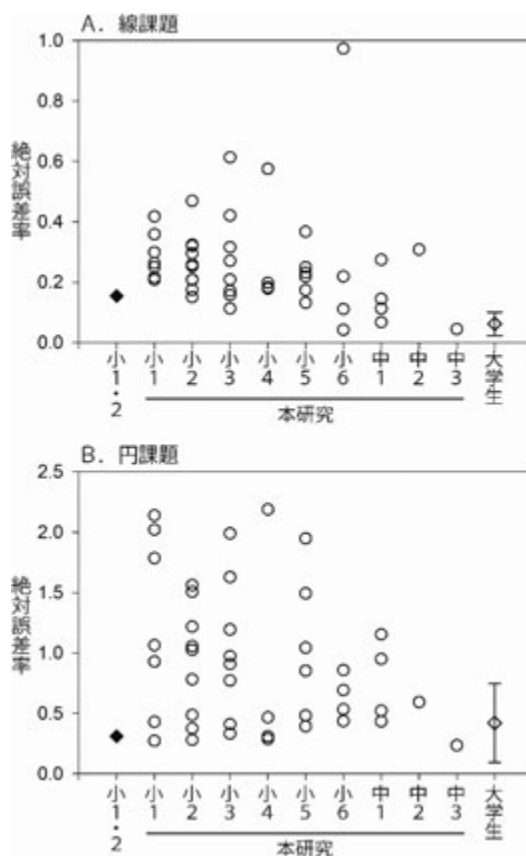 A. 線課題
1.0
0.8
0.6
0.4
0.2
0.0
絶対誤差率
小1・2
小1
小2
小3
小4
小5
小6
中1
中2
中3
大学生
本研究
B. 円課題
2.5
2.0
1.5
1.0
0.5
0.0
絶対誤差率
小1・2
小1
小2
小3
小4
小5
小6
中1
中2
中3
大学生
本研究